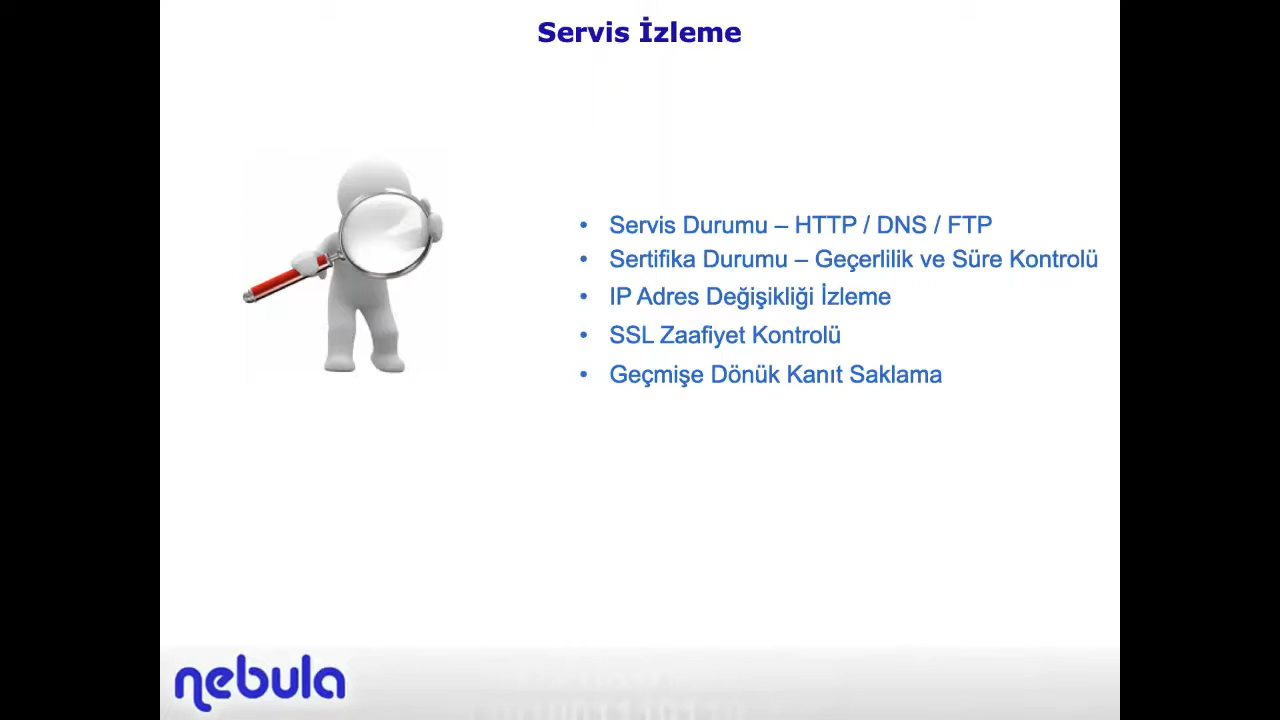 Servis İzleme
• Servis Durumu – HTTP / DNS / FTP
• Sertifika Durumu – Geçerlilik ve Süre Kontrolü
• IP Adres Değişikliği İzleme
• SSL Zaafiyet Kontrolü
• Geçmişe Dönük Kanıt Saklama
nebula